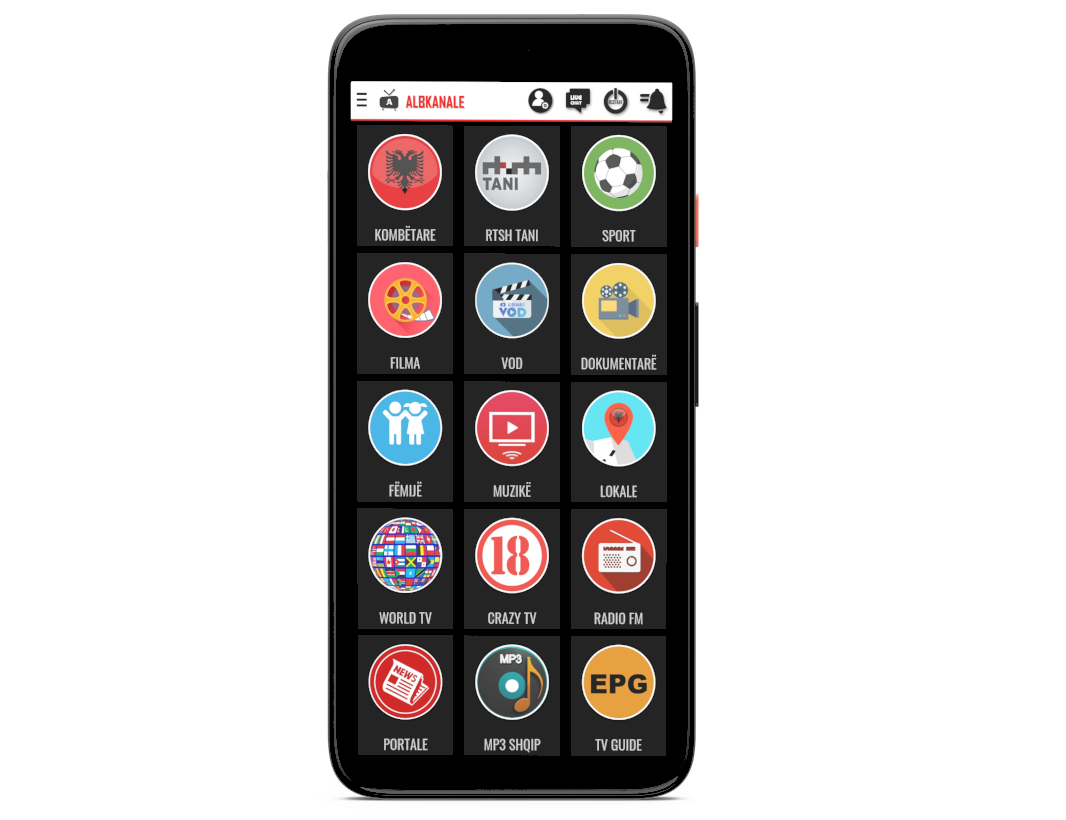 A ALBKANALE LIVE CHAT
rtsh
TANI
KOMBËTARE RTSH TANI SPORT
VOD
FILMA VOD DOKUMENTARË
FËMIJË MUZIKË LOKALE
18
WORLD TV CRAZY TV RADIO FM
NEWS MP3 EPG
PORTALE MP3 SHQIP TV GUIDE